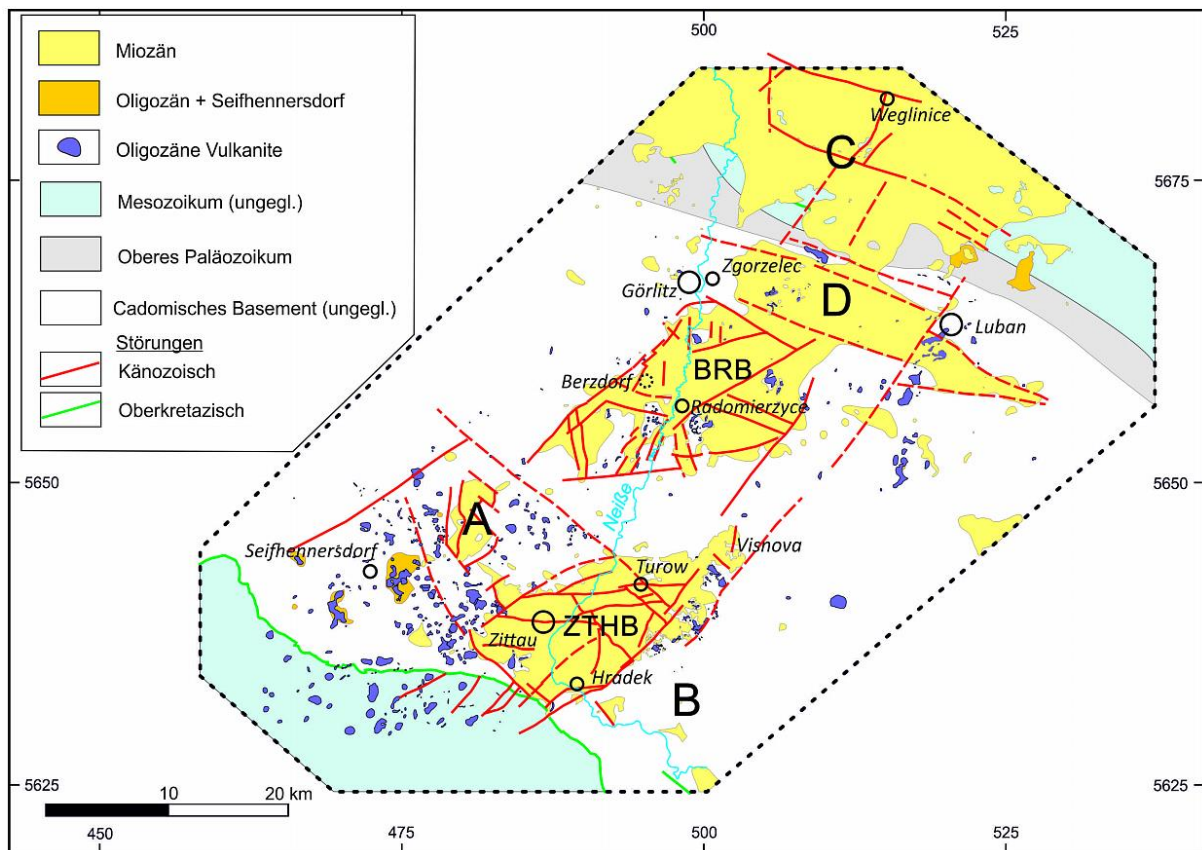 500
525
Miozän
Oligozän + Seifhennersdorf
Oligozäne Vulkanite
Mesozoikum (ungegl.)
Oberes Paläozoikum
Cadomisches Basement (ungegl.)
Störungen
Känozoisch
Oberkretazisch
Weglinice
C
5675
Zgorzelec
Görlitz
D
Luban
BRB
Berzdorf
Radomierzyce
5650
5650
Neiße
A
Seifhennersdorf
Visnova
Turow
ZTHB
Zittau
Hradek
B
5625
5625
10
20 km
450
475
500
525